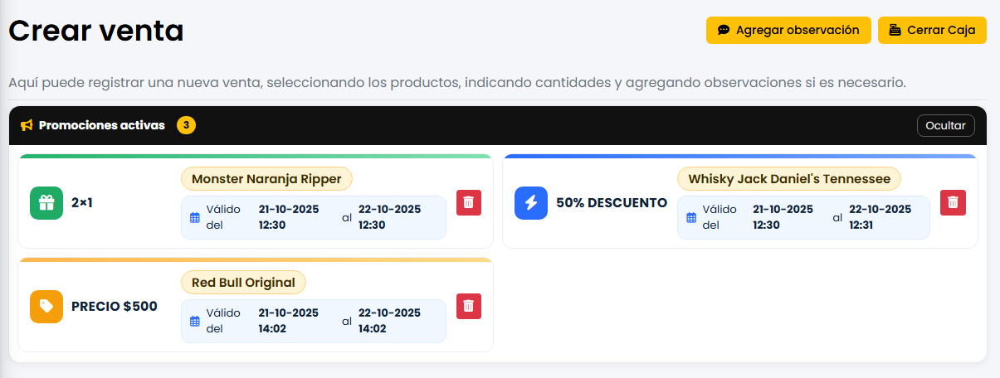 Crear venta
Agregar observación
Cerrar Caja
Aquí puede registrar una nueva venta, seleccionando los productos, indicando cantidades y agregando observaciones si es necesario.
Promociones activas 3
Ocultar
2×1
Monster Naranja Ripper
Válido del 21-10-2025 12:30 al 22-10-2025 12:30
50% DESCUENTO
Whisky Jack Daniel's Tennessee
Válido del 21-10-2025 12:30 al 22-10-2025 12:31
PRECIO $500
Red Bull Original
Válido del 21-10-2025 14:02 al 22-10-2025 14:02